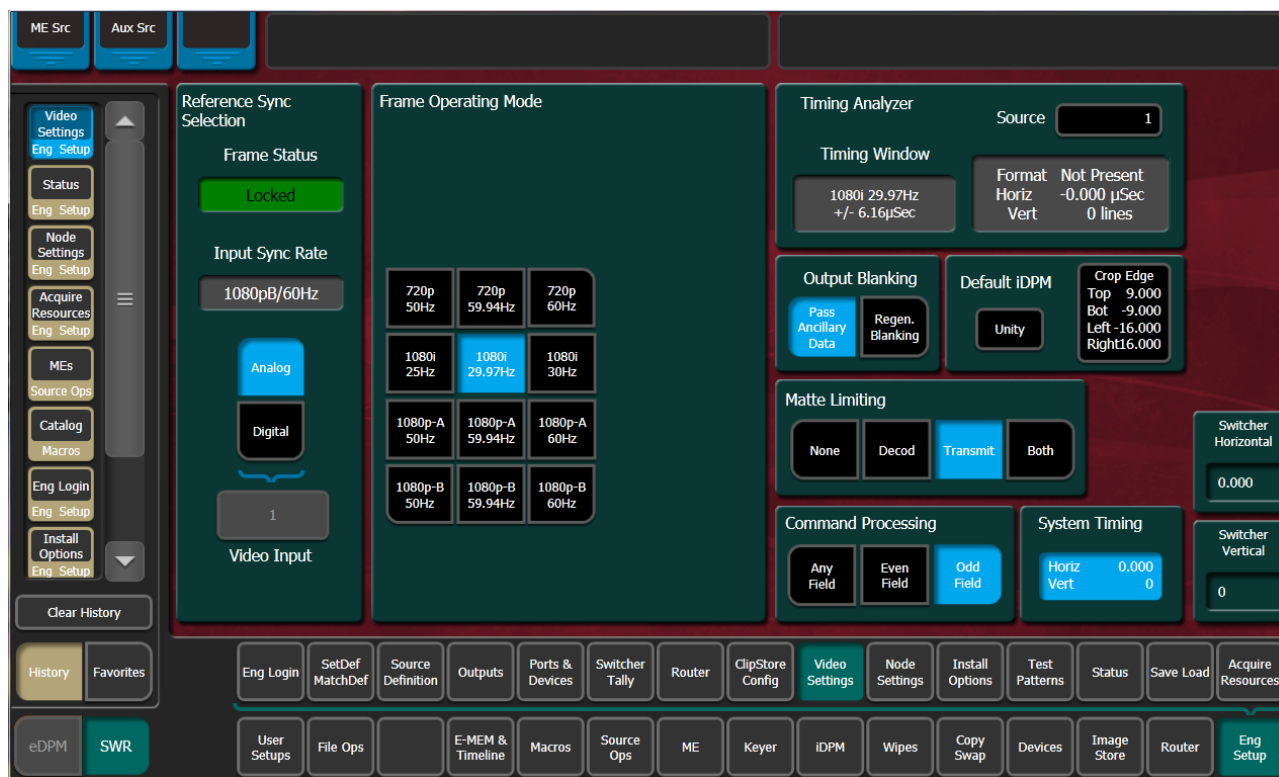 ME Src
Aux Src
Video
Settings
Eng Setup
Status
Eng Setup
Node
Settings
Eng Setup
Acquire
Resources
Eng Setup
MEs
Source Ops
Catalog
Macros
Eng Login
Eng Setup
Install
Options
Eng Setup
Clear History
History
Favorites
eDPM
SWR
Reference Sync
Selection
Frame Status
Locked
Input Sync Rate
1080pB/60Hz
Analog
Digital
1
Video Input
Frame Operating Mode
720p
50Hz
720p
59.94Hz
720p
60Hz
1080i
25Hz
1080i
29.97Hz
1080i
30Hz
1080p-A
50Hz
1080p-A
59.94Hz
1080p-A
60Hz
1080p-B
50Hz
1080p-B
59.94Hz
1080p-B
60Hz
Timing Analyzer
Source 1
Timing Window
1080i 29.97Hz
+/- 6.16µSec
Format Not Present
Horiz -0.000 µSec
Vert 0 lines
Output Blanking
Pass
Ancillary
Data
Regen.
Blanking
Default iDPM
Unity
Crop Edge
Top 9.000
Bot -9.000
Left -16.000
Right16.000
Matte Limiting
None
Decod
Transmit
Both
Command Processing
Any
Field
Even
Field
Odd
Field
System Timing
Horiz 0.000
Vert 0
Switcher
Horizontal
0.000
Switcher
Vertical
0
Eng Login
SetDef
MatchDef
Source
Definition
Outputs
Ports &
Devices
Switcher
Tally
Router
ClipStore
Config
Video
Settings
Node
Settings
Install
Options
Test
Patterns
Status
Save Load
Acquire
Resources
User
Setups
File Ops
E-MEM &
Timeline
Macros
Source
Ops
ME
Keyer
iDPM
Wipes
Copy
Swap
Devices
Image
Store
Router
Eng
Setup